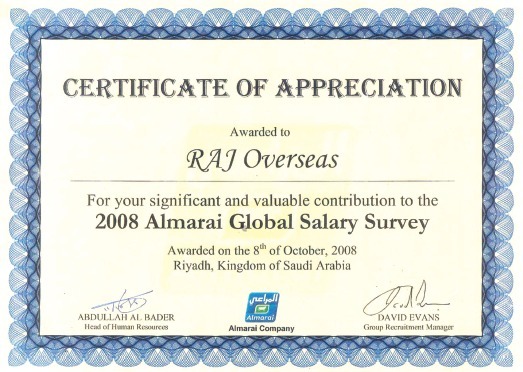 CERTIFICATE OF APPRECIATION
Awarded to
RAJ Overseas
For your significant and valuable contribution to the
2008 Almarai Global Salary Survey
Awarded on the 8th of October, 2008
Riyadh, Kingdom of Saudi Arabia
ABDULLAH AL BADER
Head of Human Resources
المراعي
Almarai
Almarai Company
DAVID EVANS
Group Recruitment Manager